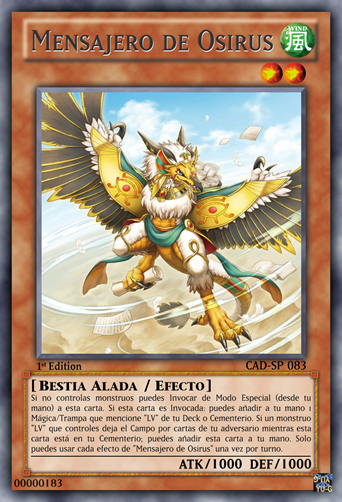 Mensajero de Osirus
WIND
風
1st Edition
CAD-SP 083
[ Bestia Alada / Efecto ]
Si no controlas monstruos puedes Invocar de Modo Especial (desde tu
mano) a esta carta. Si esta carta es Invocada: puedes añadir a tu mano 1
Mágica/Trampa que mencione "LV" de tu Deck o Cementerio. Si un monstruo
"LV" que controles deja el Campo por cartas de tu adversario mientras esta
carta está en tu Cementerio; puedes añadir esta carta a tu mano. Solo
puedes usar cada efecto de "Mensajero de Osirus" una vez por turno.
ATK/1000 DEF/1000
00000183